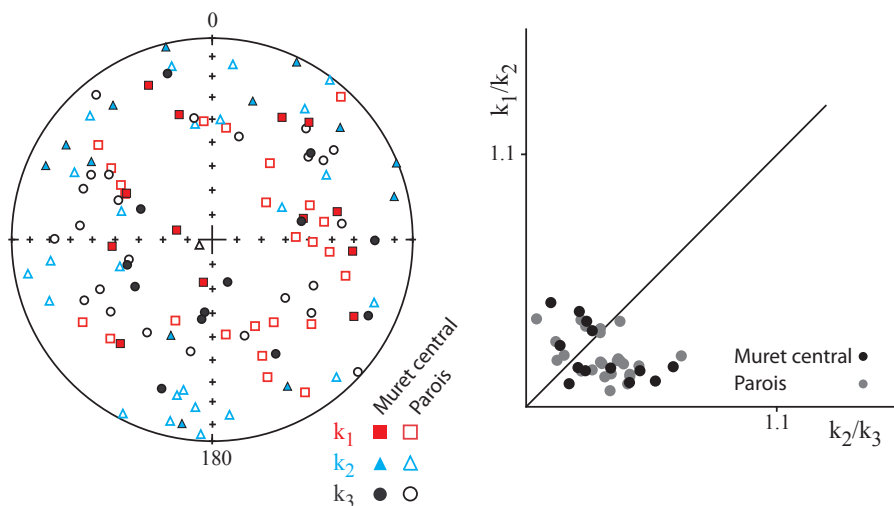 0
180
Muret central
Parois
k1
k2
k3
k1/k2
1.1
Muret central
Parois
1.1
k2/k3